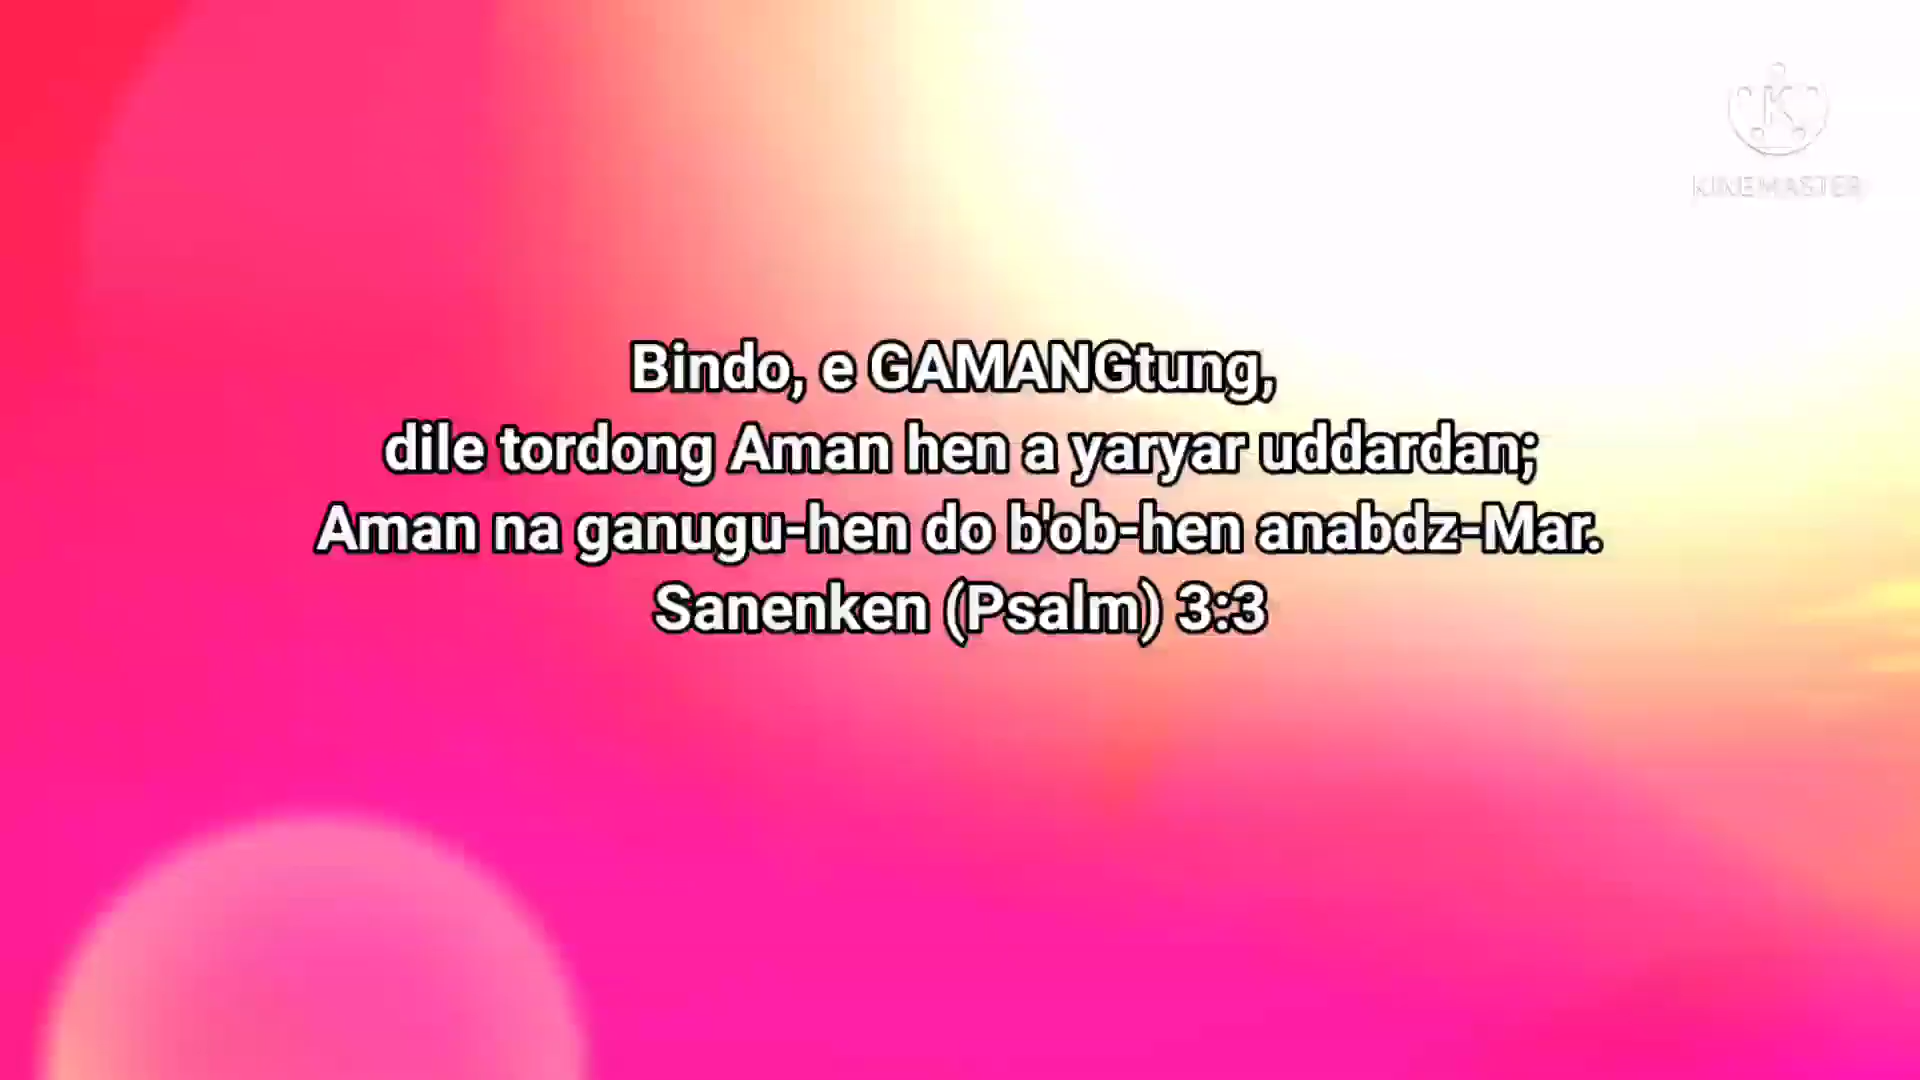 KINEMASTER
Bindo, e GAMANGtung,
dile tordong Aman hen a yaryar uddardan;
Aman na ganugu-hen do b'ob-hen anabdz-Mar.
Sanenken (Psalm) 3:3